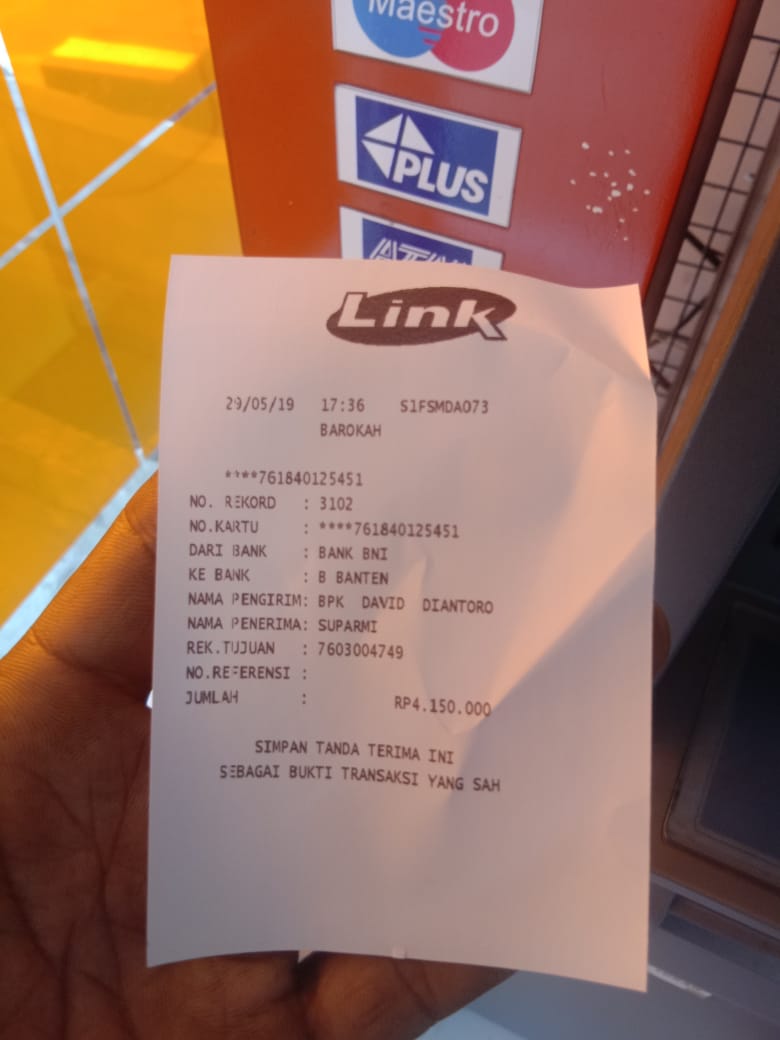 Maestro
PLUS
Link
29/05/19 17:36 S1FSMDA073
BAROKAH
****761840125451
NO. REKORD : 3102
NO.KARTU : ****761840125451
DARI BANK : BANK BNI
KE BANK : B BANTEN
NAMA PENGIRIM: BPK DAVID DIANTORO
NAMA PENERIMA: SUPARMI
REK.TUJUAN : 7603004749
NO.REFERENSI :
JUMLAH : RP4.150.000
SIMPAN TANDA TERIMA INI
SEBAGAI BUKTI TRANSAKSI YANG SAH